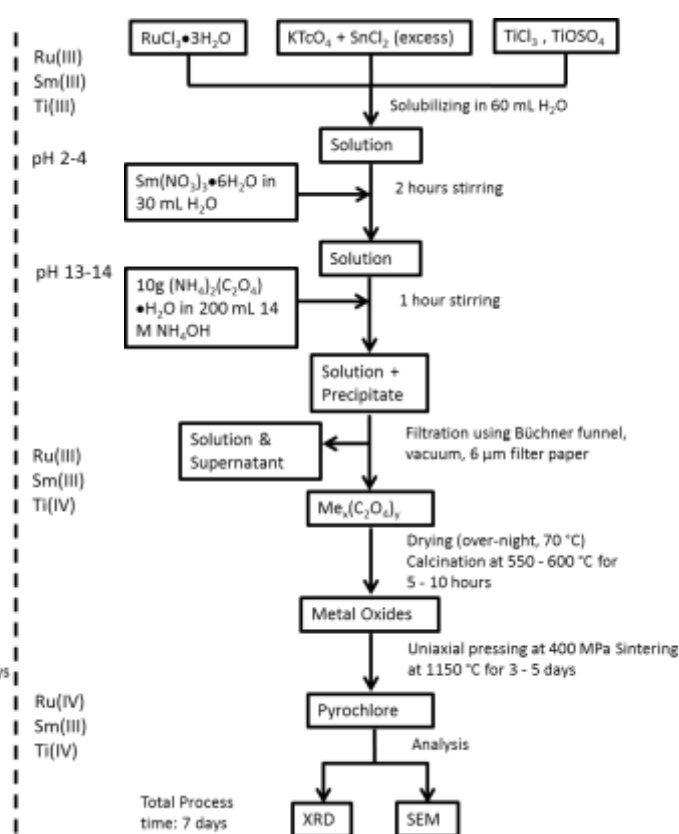 RuCl₃•3H₂O
KTcO₄ + SnCl₂ (excess)
TiCl₃ , TiOSO₄
Ru(III)
Sm(III)
Ti(III)
Solubilizing in 60 mL H₂O
Solution
pH 2-4
Sm(NO₃)₃•6H₂O in
30 mL H₂O
2 hours stirring
Solution
pH 13-14
10g (NH₄)₂(C₂O₄)
•H₂O in 200 mL 14
M NH₄OH
1 hour stirring
Solution +
Precipitate
Solution &
Supernatant
Filtration using Büchner funnel,
vacuum, 6 µm filter paper
Ru(III)
Sm(III)
Ti(IV)
Meₓ(C₂O₄)ᵧ
Drying (over-night, 70 °C)
Calcination at 550 - 600 °C for
5 - 10 hours
Metal Oxides
Uniaxial pressing at 400 MPa Sintering
at 1150 °C for 3 - 5 days
Ru(IV)
Sm(III)
Ti(IV)
Pyrochlore
Analysis
Total Process
time: 7 days
XRD
SEM